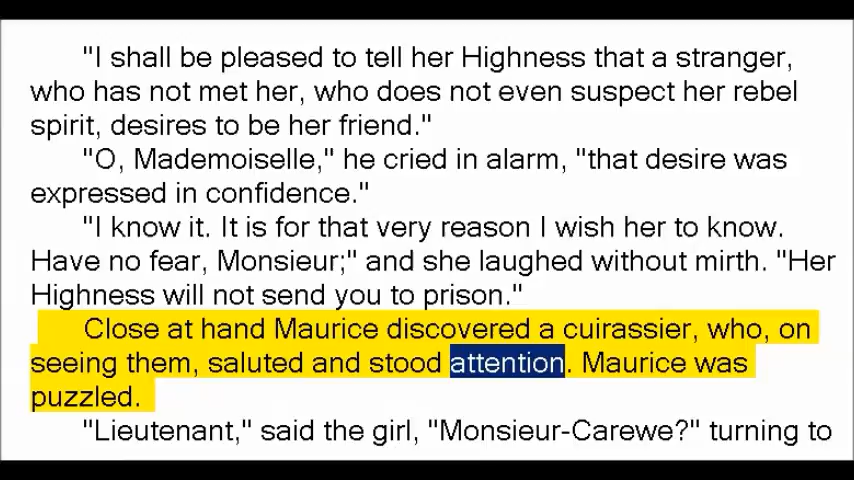 "I shall be pleased to tell her Highness that a stranger,
who has not met her, who does not even suspect her rebel
spirit, desires to be her friend."
"O, Mademoiselle," he cried in alarm, "that desire was
expressed in confidence."
"I know it. It is for that very reason I wish her to know.
Have no fear, Monsieur;" and she laughed without mirth. "Her
Highness will not send you to prison."
Close at hand Maurice discovered a cuirassier, who, on
seeing them, saluted and stood attention. Maurice was
puzzled.
"Lieutenant," said the girl, "Monsieur-Carewe?" turning to